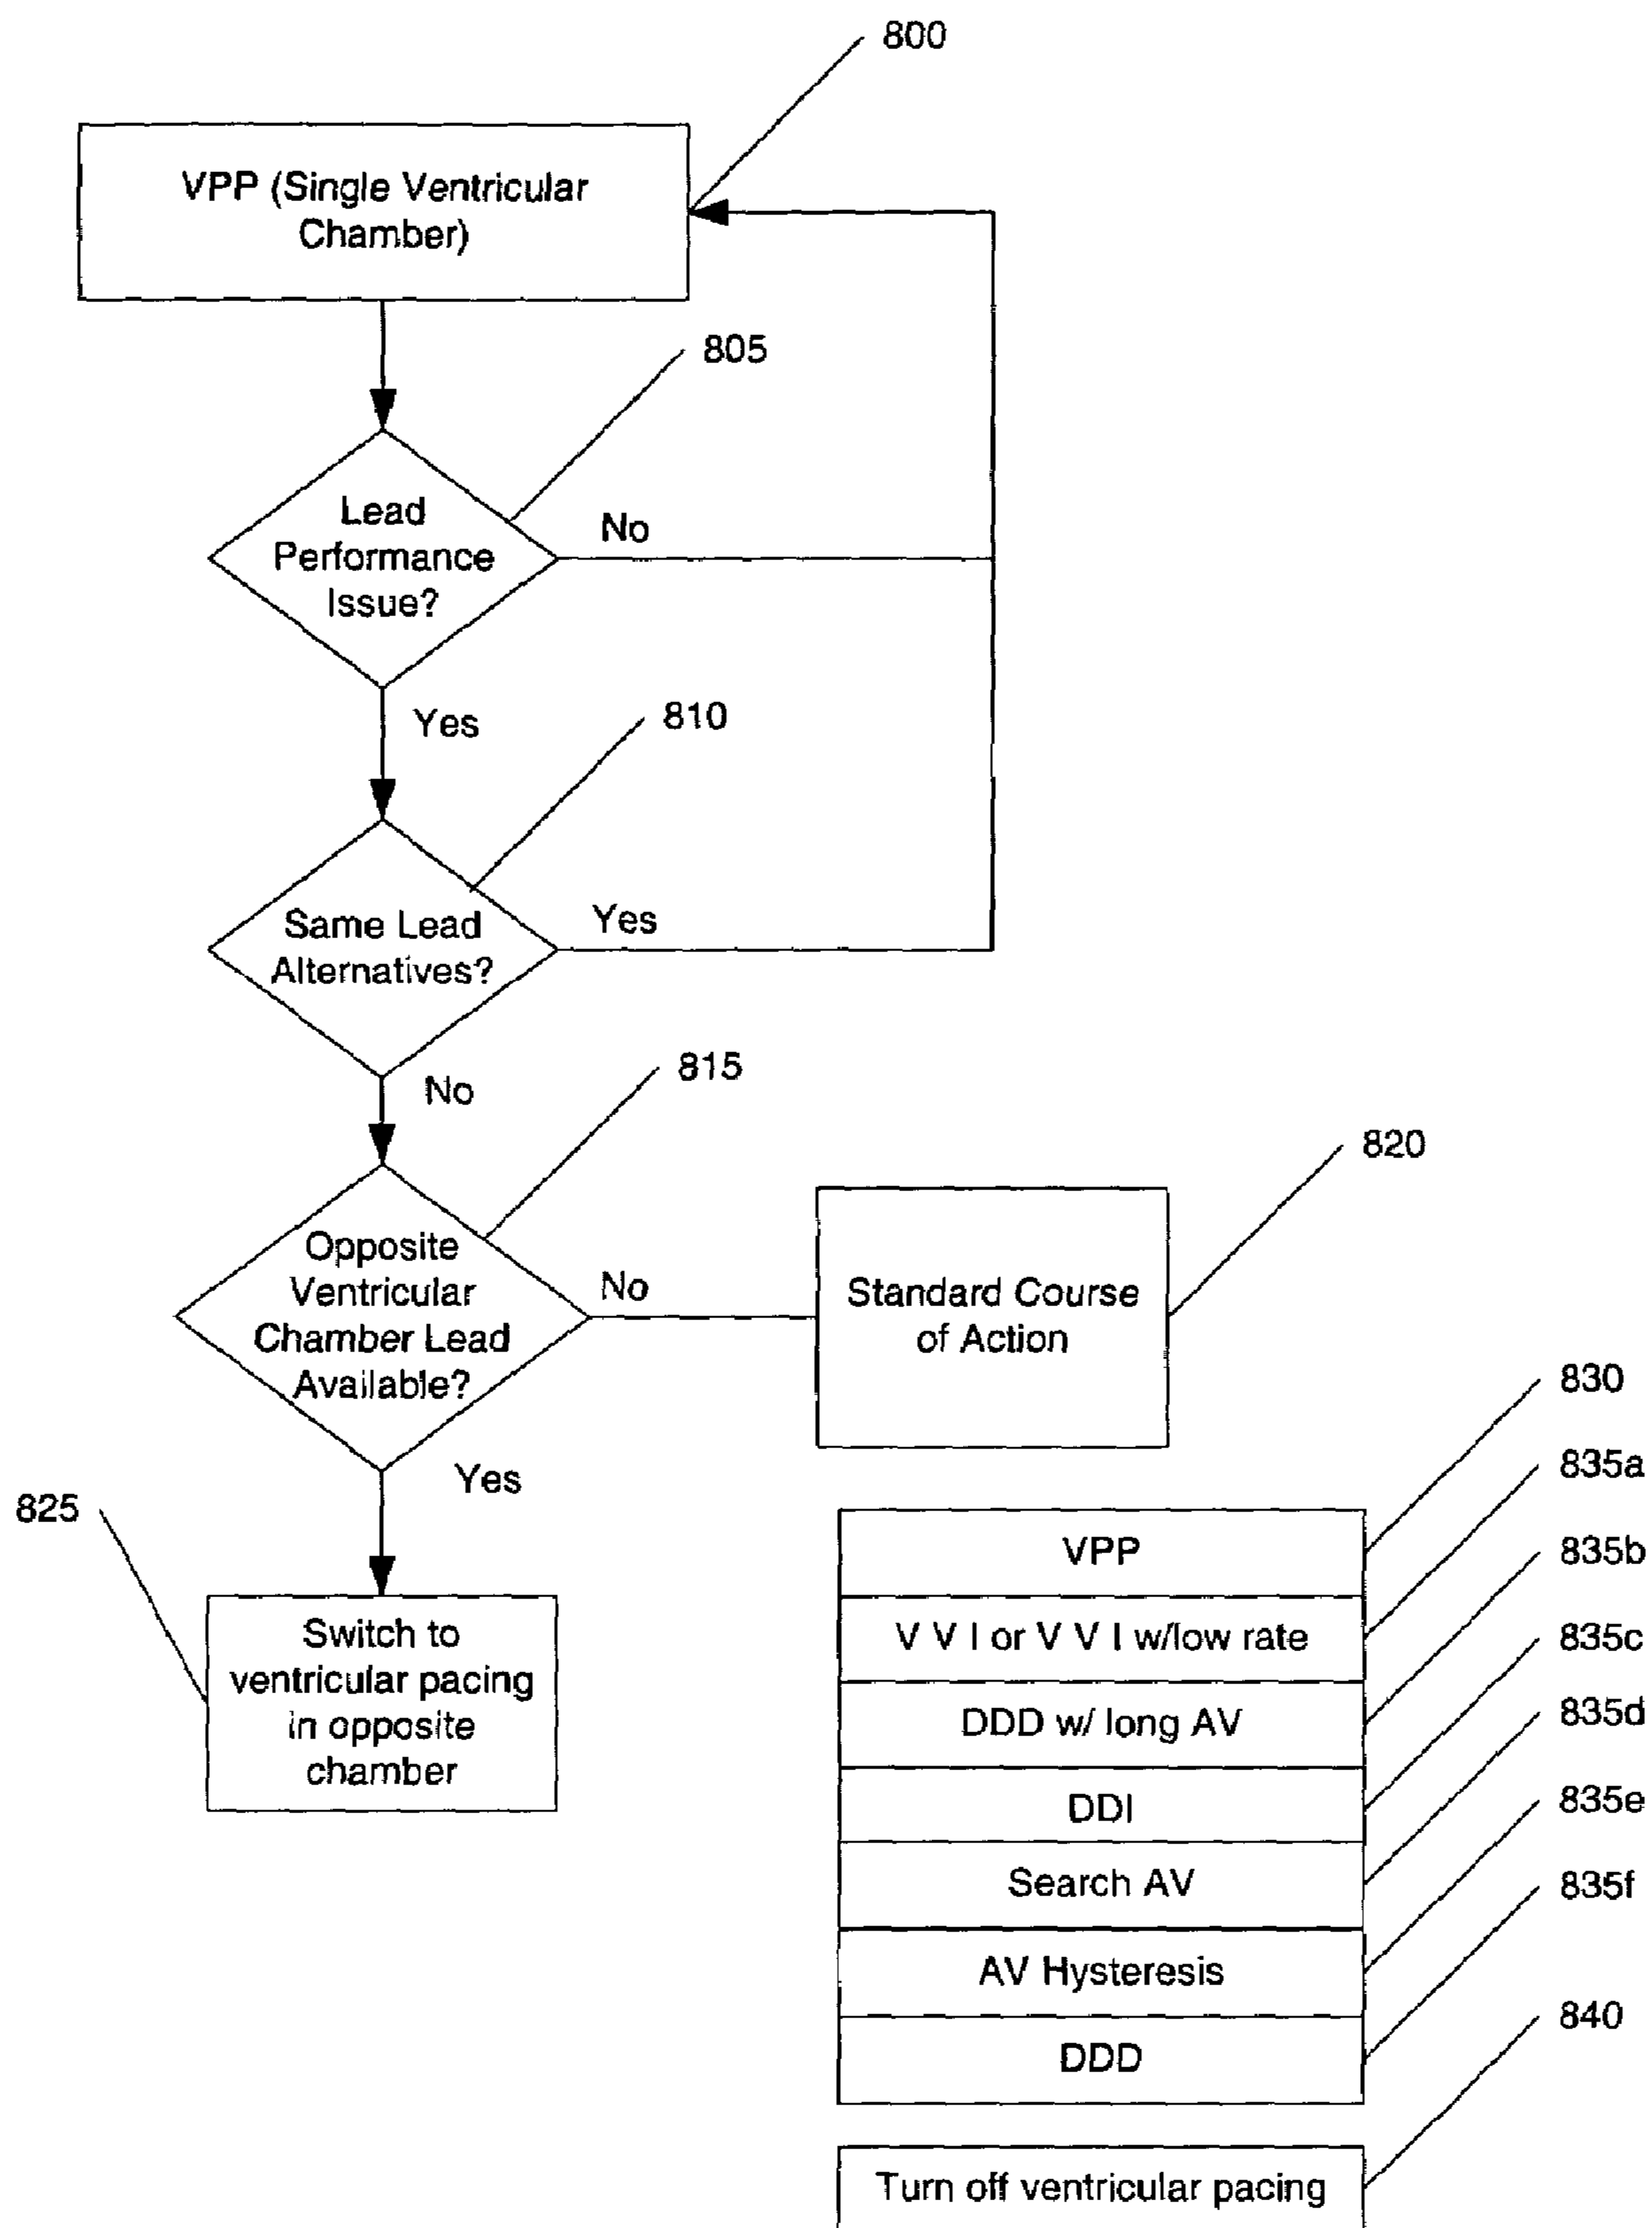 800
VPP (Single Ventricular
Chamber)
805
Lead
Performance
Issue?
No
Yes
810
Same Lead
Alternatives?
Yes
No
815
820
Opposite
Ventricular
Chamber Lead
Available?
No
Standard Course
of Action
Yes
825
Switch to
ventricular pacing
in opposite
chamber
830
835a
835b
835c
835d
835e
835f
840
VPP
V V I or V V I w/low rate
DDD w/ long AV
DDI
Search AV
AV Hysteresis
DDD
Turn off ventricular pacing